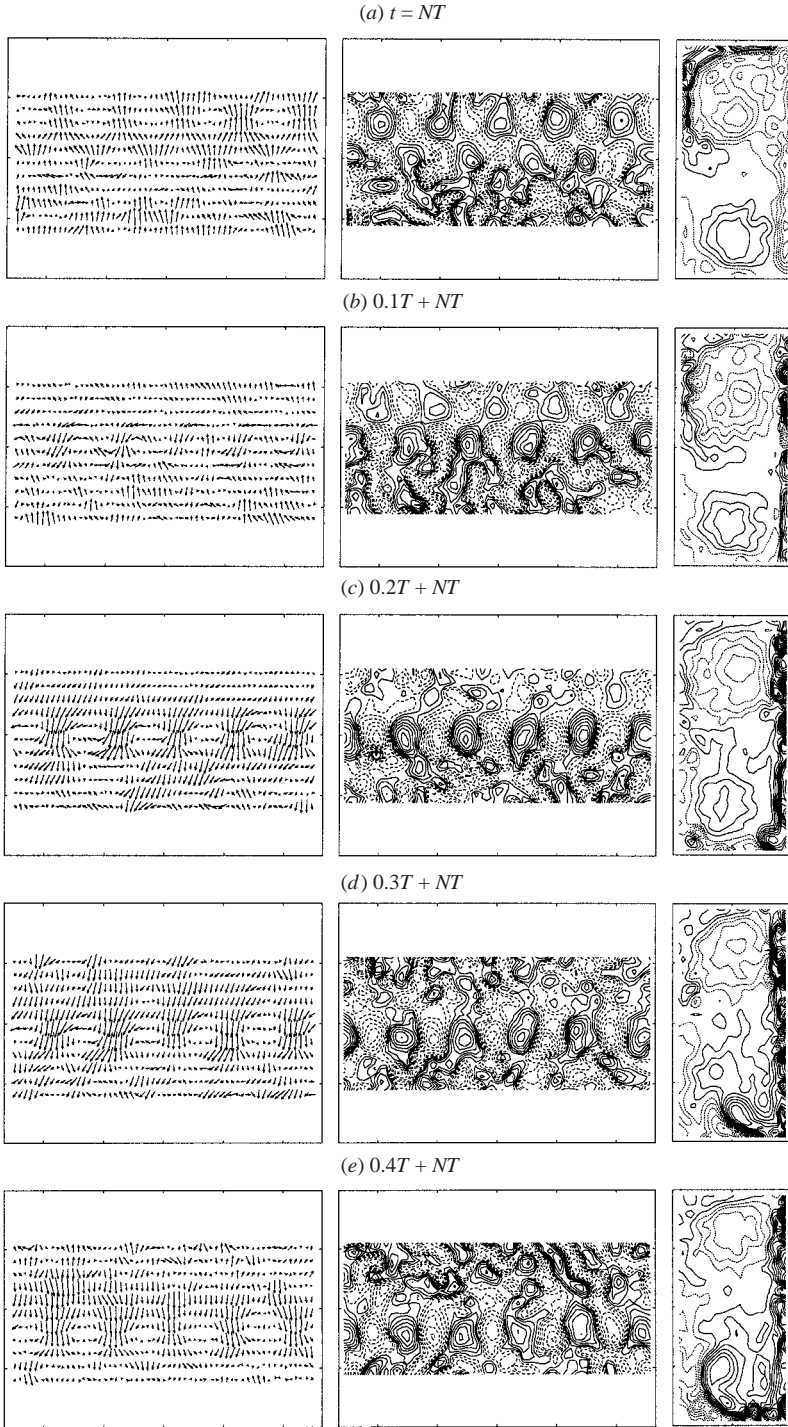 (a) t = NT
(b) 0.1T + NT
(c) 0.2T + NT
(d) 0.3T + NT
(e) 0.4T + NT